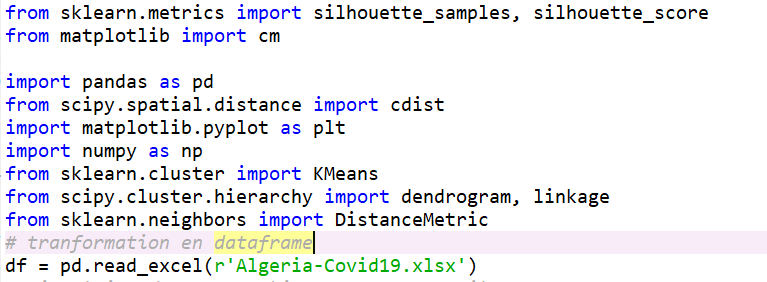 from sklearn.metrics import silhouette_samples, silhouette_score
from matplotlib import cm
import pandas as pd
from scipy.spatial.distance import cdist
import matplotlib.pyplot as plt
import numpy as np
from sklearn.cluster import KMeans
from scipy.cluster.hierarchy import dendrogram, linkage
from sklearn.neighbors import DistanceMetric
# tranformation en dataframe
df = pd.read_excel(r'Algeria-Covid19.xlsx')